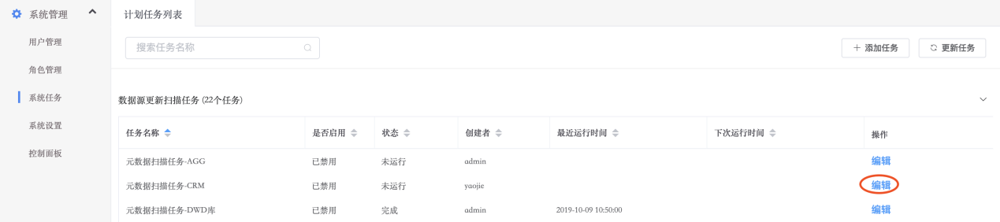 系统管理
计划任务列表
用户管理
搜索任务名称
添加任务
更新任务
角色管理
系统任务
数据源更新扫描任务 (22个任务)
系统设置
任务名称 是否启用 状态 创建者 最近运行时间 下次运行时间 操作
控制面板
元数据扫描任务-AGG 已禁用 未运行 admin 编辑
元数据扫描任务-CRM 已禁用 未运行 yaojie 编辑
元数据扫描任务-DWD库 已禁用 完成 admin 2019-10-09 10:50:00 编辑